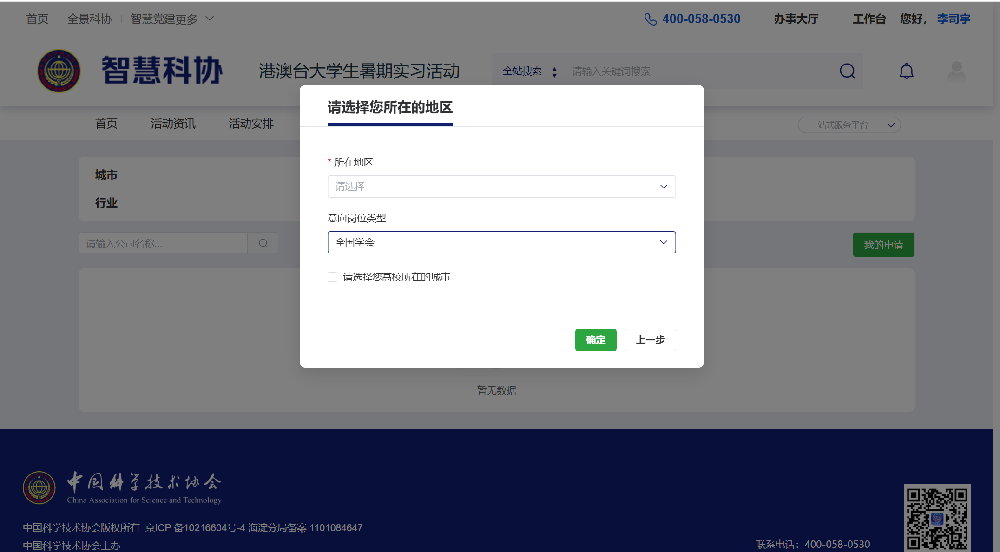 首页 全景科协 智慧党建更多 400-058-0530 办事大厅 工作台 您好， 李司宇
智慧科协 港澳台大学生暑期实习活动 全站搜索 请输入关键词搜索
首页 活动资讯 活动安排 一站式服务平台
请选择您所在的地区
* 所在地区
请选择
意向岗位类型
全国学会
请选择您高校所在的城市
确定 上一步
城市
行业
请输入公司名称... 我的申请
暂无数据
中国科学技术协会
China Association for Science and Technology
中国科学技术协会版权所有 京ICP 备10216604号-4 海淀分局备案 1101084647
中国科学技术协会主办
联系电话：400-058-0530